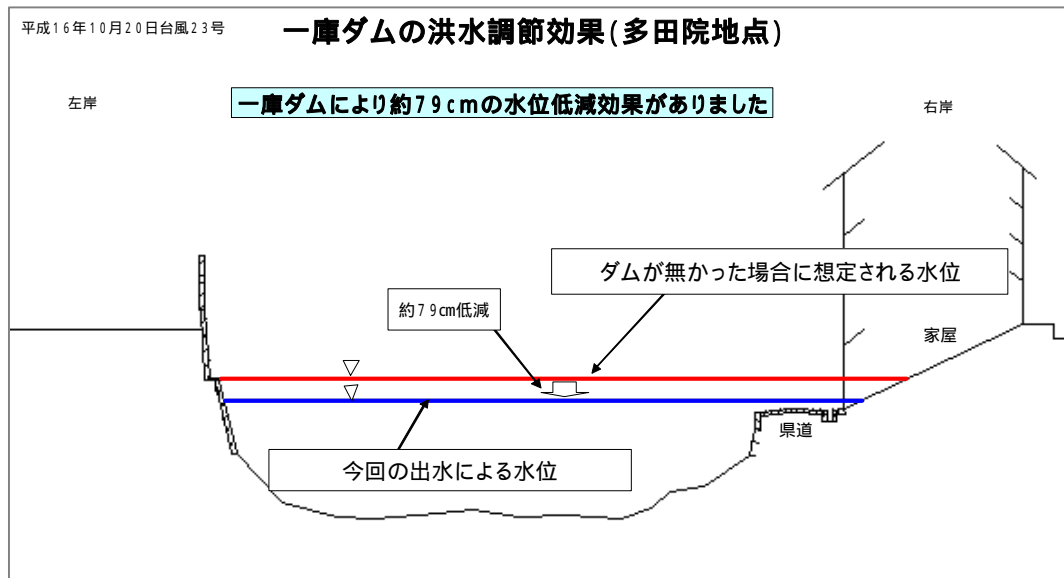 平成16年10月20日台風23号
一庫ダムの洪水調節効果(多田院地点)
左岸
一庫ダムにより約79cmの水位低減効果がありました
右岸
ダムが無かった場合に想定される水位
約79cm低減
家屋
県道
今回の出水による水位